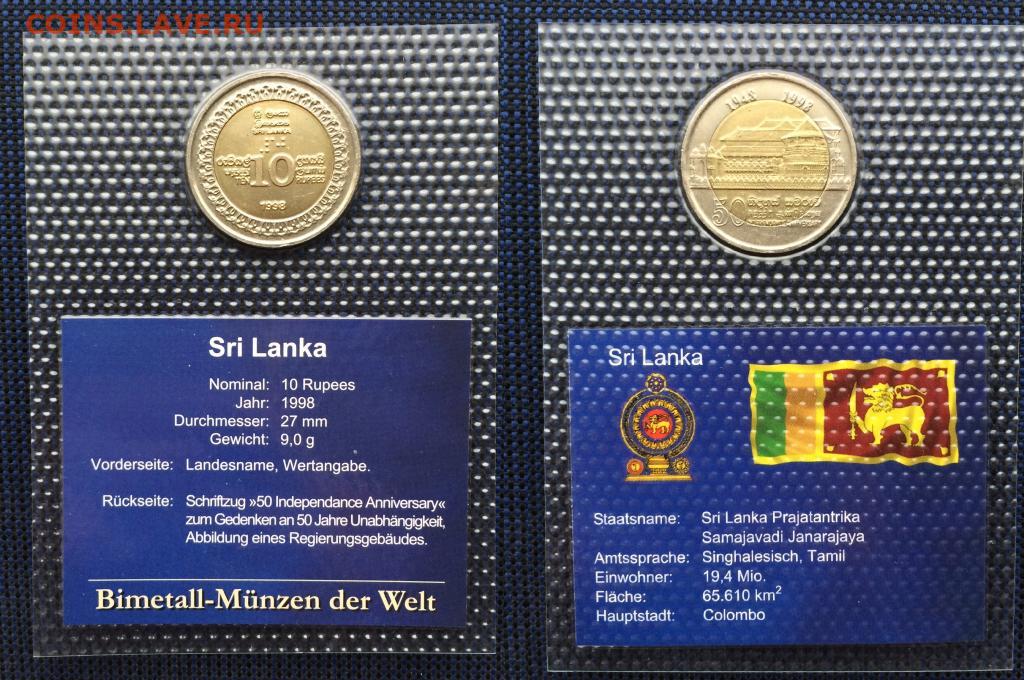 COINS.LAVE.RU
SRI LANKA
10
TEN
RUPEES
1998
Sri Lanka
Nominal: 10 Rupees
Jahr: 1998
Durchmesser: 27 mm
Gewicht: 9,0 g
Vorderseite: Landesname, Wertangabe.
Rückseite: Schriftzug »50 Independance Anniversary«
zum Gedenken an 50 Jahre Unabhängigkeit,
Abbildung eines Regierungsgebäudes.
Bimetall-Münzen der Welt
1948 1998
50
Sri Lanka
Staatsname: Sri Lanka Prajatantrika
Samajavadi Janarajaya
Amtssprache: Singhalesisch, Tamil
Einwohner: 19,4 Mio.
Fläche: 65.610 km²
Hauptstadt: Colombo